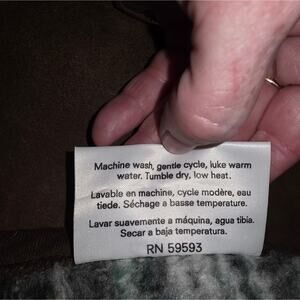 Machine wash, gentle cycle, luke warm
water. Tumble dry, low heat.
Lavable en machine, cycle modère, eau
tiede. Séchage a basse temperature.
Lavar suavemente a máquina, agua tibia.
Secar a baja temperatura.
RN 59593